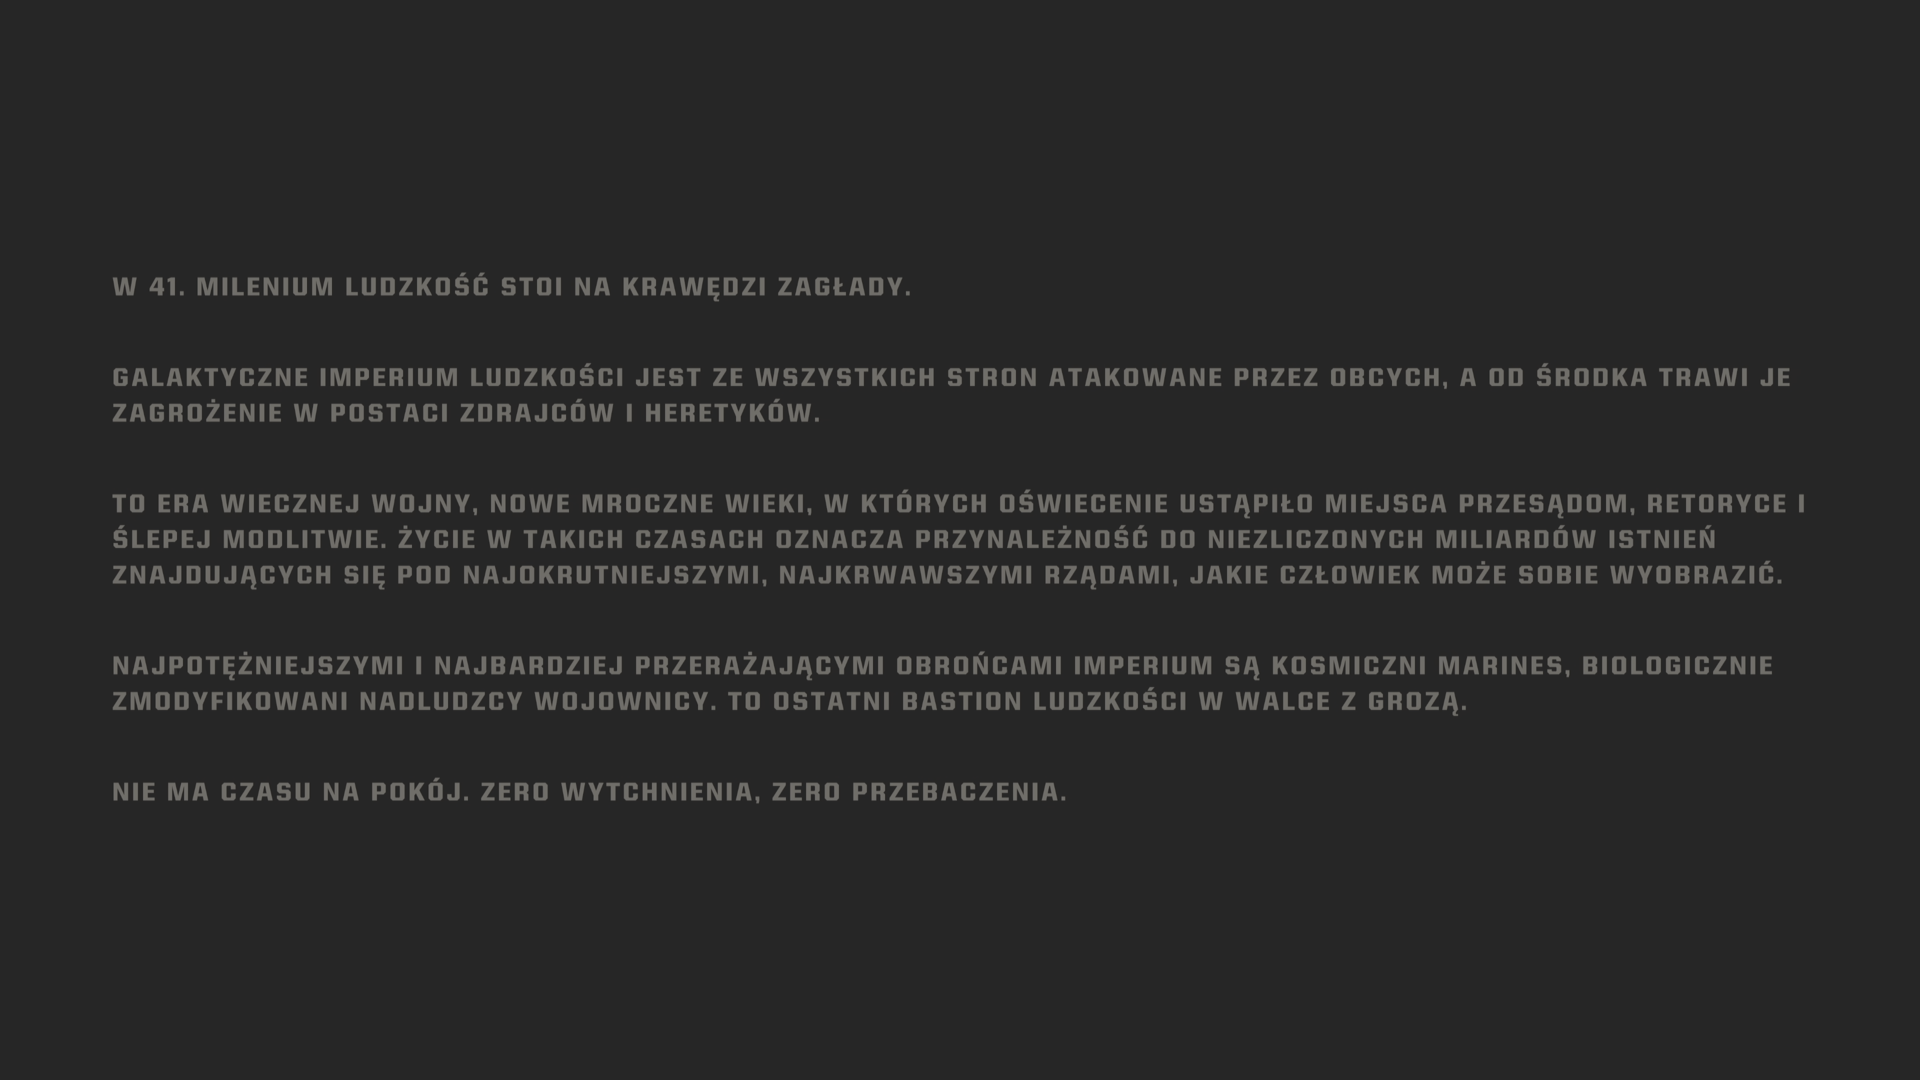 W 41. MILENIUM LUDZKOŚĆ STOI NA KRAWĘDZI ZAGŁADY.
GALAKTYCZNE IMPERIUM LUDZKOŚCI JEST ZE WSZYSTKICH STRON ATAKOWANE PRZEZ OBCYCH, A OD ŚRODKA TRAWI JE
ZAGROŻENIE W POSTACI ZDRAJCÓW I HERETYKÓW.
TO ERA WIECZNEJ WOJNY, NOWE MROCZNE WIEKI, W KTÓRYCH OŚWIECENIE USTĄPIŁO MIEJSCA PRZESĄDOM, RETORYCE I
ŚLEPEJ MODLITWIE. ŻYCIE W TAKICH CZASACH OZNACZA PRZYNALEŻNOŚĆ DO NIEZLICZONYCH MILIARDÓW ISTNIEŃ
ZNAJDUJĄCYCH SIĘ POD NAJOKRUTNIEJSZYMI, NAJKRWAWSZYMI RZĄDAMI, JAKIE CZŁOWIEK MOŻE SOBIE WYOBRAZIĆ.
NAJPOTĘŻNIEJSZYMI I NAJBARDZIEJ PRZERAŻAJĄCYMI OBROŃCAMI IMPERIUM SĄ KOSMICZNI MARINES, BIOLOGICZNIE
ZMODYFIKOWANI NADLUDZCY WOJOWNICY. TO OSTATNI BASTION LUDZKOŚCI W WALCE Z GROZĄ.
NIE MA CZASU NA POKÓJ. ZERO WYTCHNIENIA, ZERO PRZEBACZENIA.